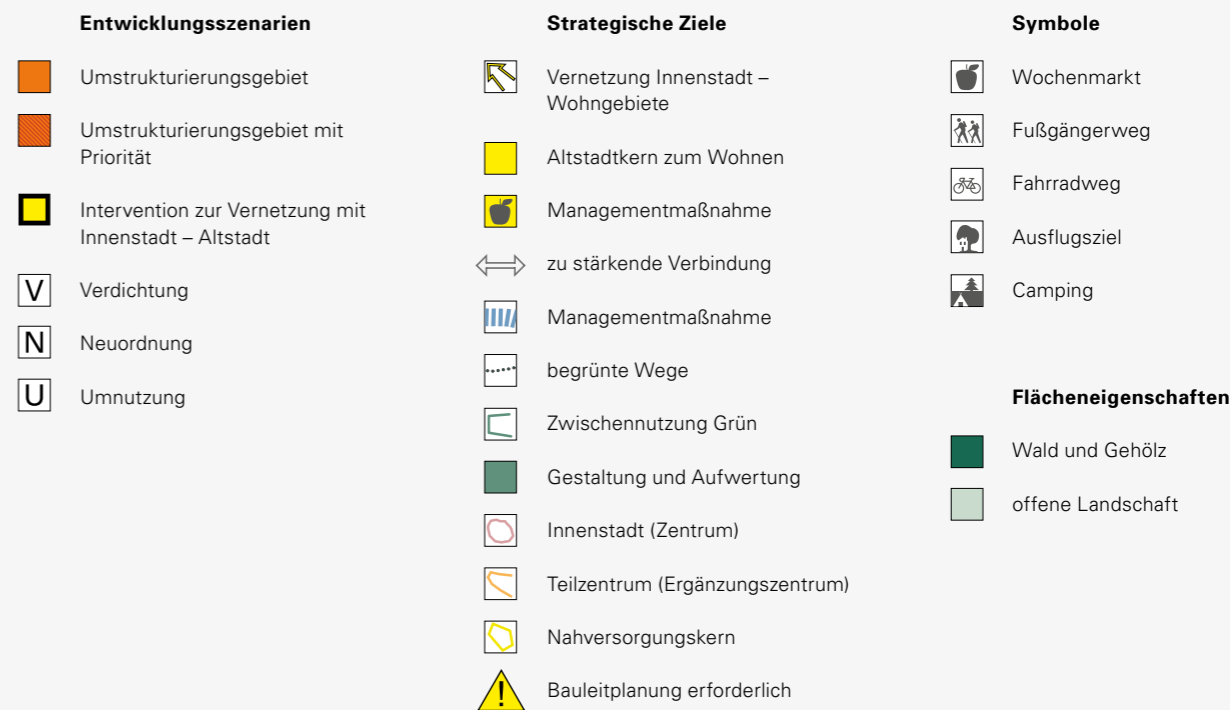 Entwicklungsszenarien
Umstrukturierungsgebiet
Umstrukturierungsgebiet mit
Priorität
Intervention zur Vernetzung mit
Innenstadt – Altstadt
V Verdichtung
N Neuordnung
U Umnutzung
Strategische Ziele
Vernetzung Innenstadt –
Wohngebiete
Altstadtkern zum Wohnen
Managementmaßnahme
zu stärkende Verbindung
Managementmaßnahme
begrünte Wege
Zwischennutzung Grün
Gestaltung und Aufwertung
Innenstadt (Zentrum)
Teilzentrum (Ergänzungszentrum)
Nahversorgungskern
! Bauleitplanung erforderlich
Symbole
Wochenmarkt
Fußgängerweg
Fahrradweg
Ausflugsziel
Camping
Flächeneigenschaften
Wald und Gehölz
offene Landschaft